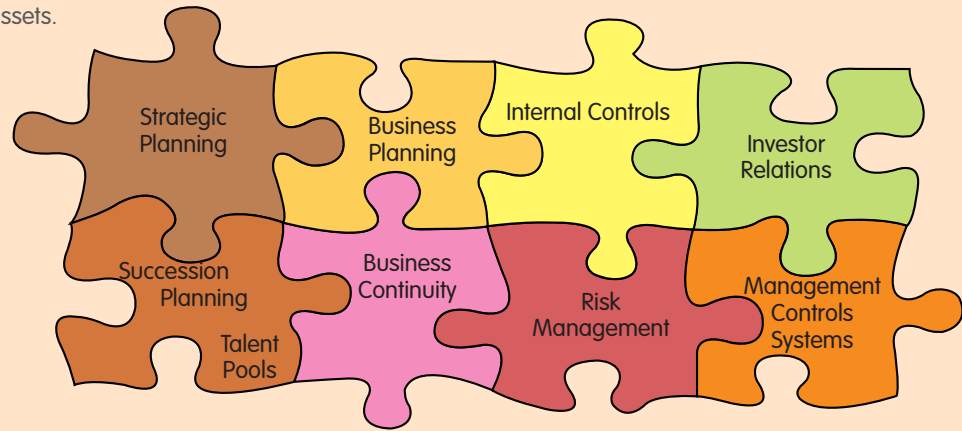 Strategic
Planning
Business
Planning
Internal Controls
Investor
Relations
Succession
Planning
Talent
Pools
Business
Continuity
Risk
Management
Management
Controls
Systems